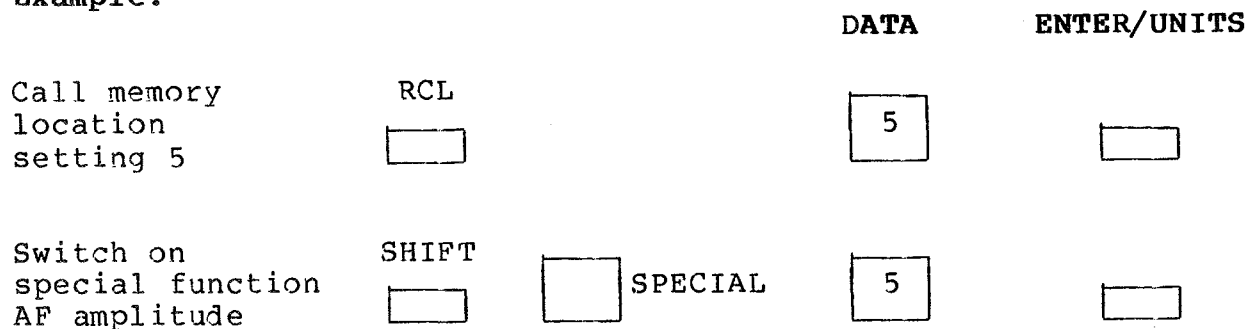 Example:
DATA ENTER/UNITS
Call memory RCL
location 5
setting 5
Switch on SHIFT
special function SPECIAL 5
AF amplitude